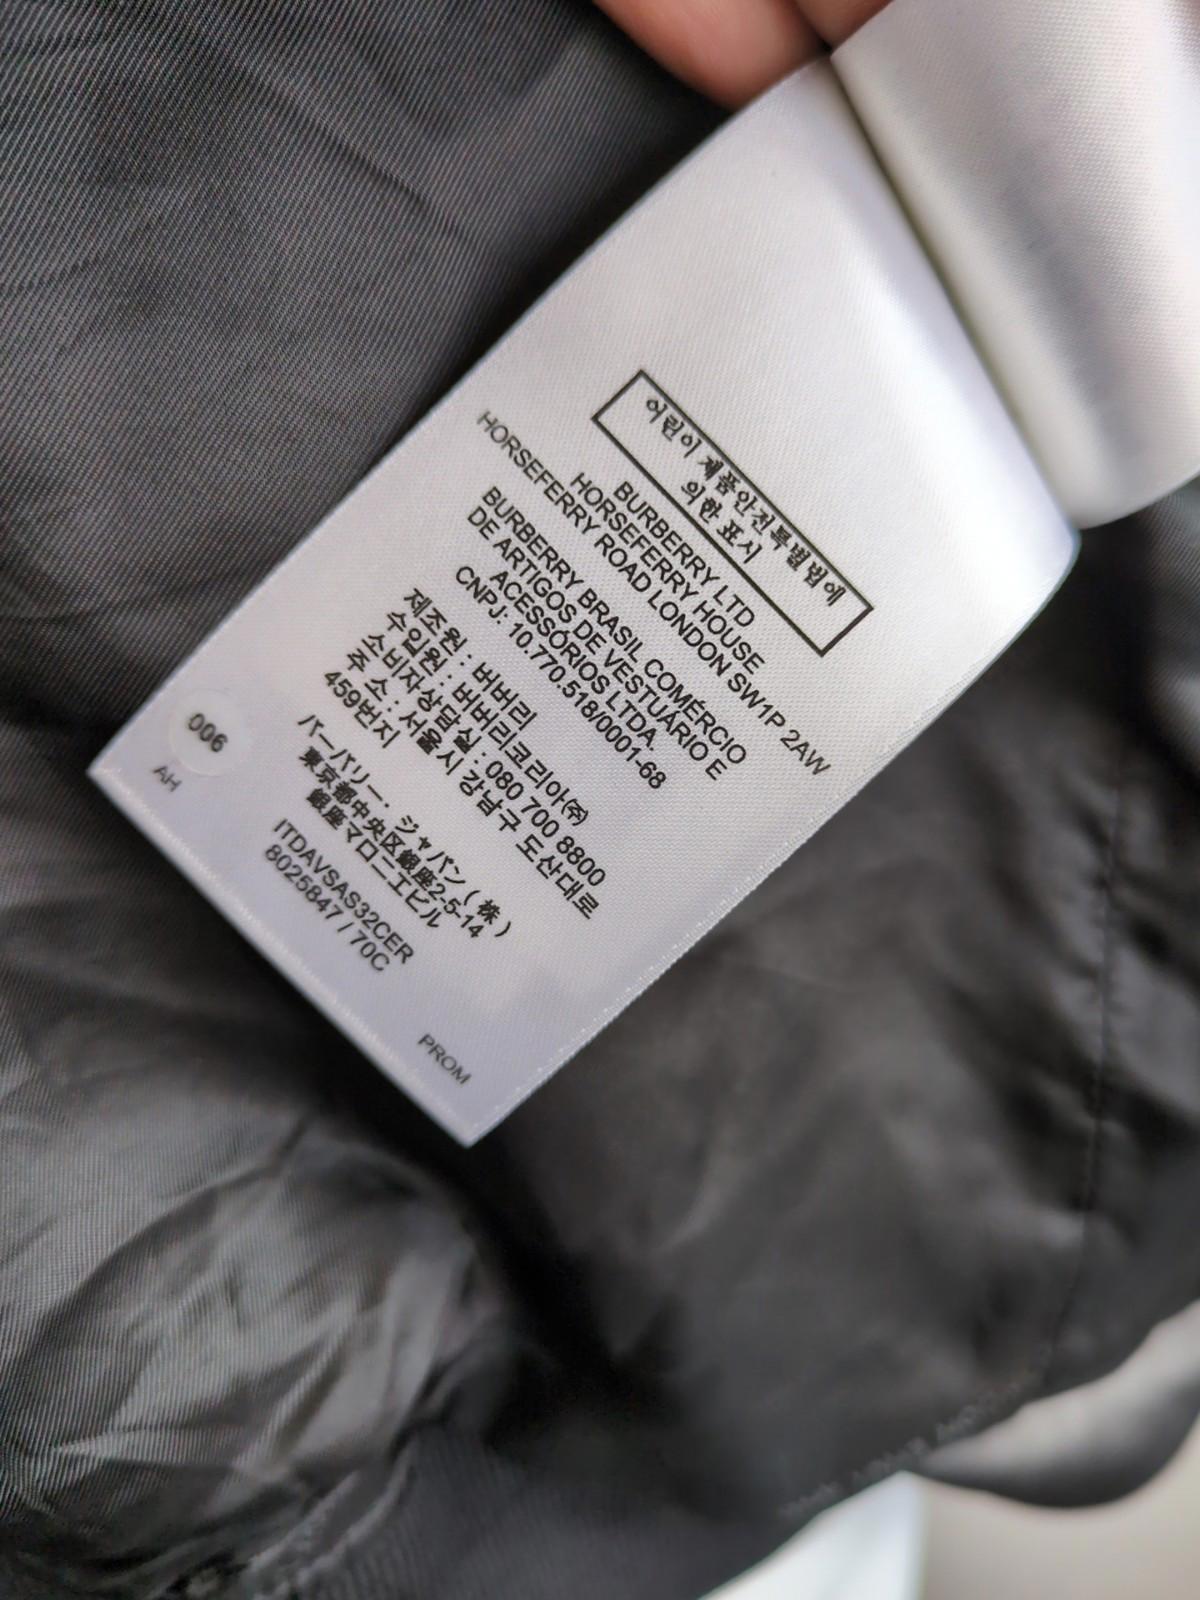 어린이 제품안전특별법에
의한 표시
BURBERRY LTD
HORSEFERRY HOUSE
HORSEFERRY ROAD LONDON SW1P 2AW
BURBERRY BRASIL COMÉRCIO
DE ARTIGOS DE VESTUÁRIO E
ACESSÓRIOS LTDA.
CNPJ: 10.770.518/0001-68
제조원 : 버버리
수입원 : 버버리코리아㈜
소비자상담실 : 080 700 8800
주소 : 서울시 강남구 도산대로
459번지
バーバリー・ジャパン(株)
東京都中央区銀座2-5-14
銀座マロニエビル
ITDAVSAS32CER
8025847 / 70C
006
AH
PROM